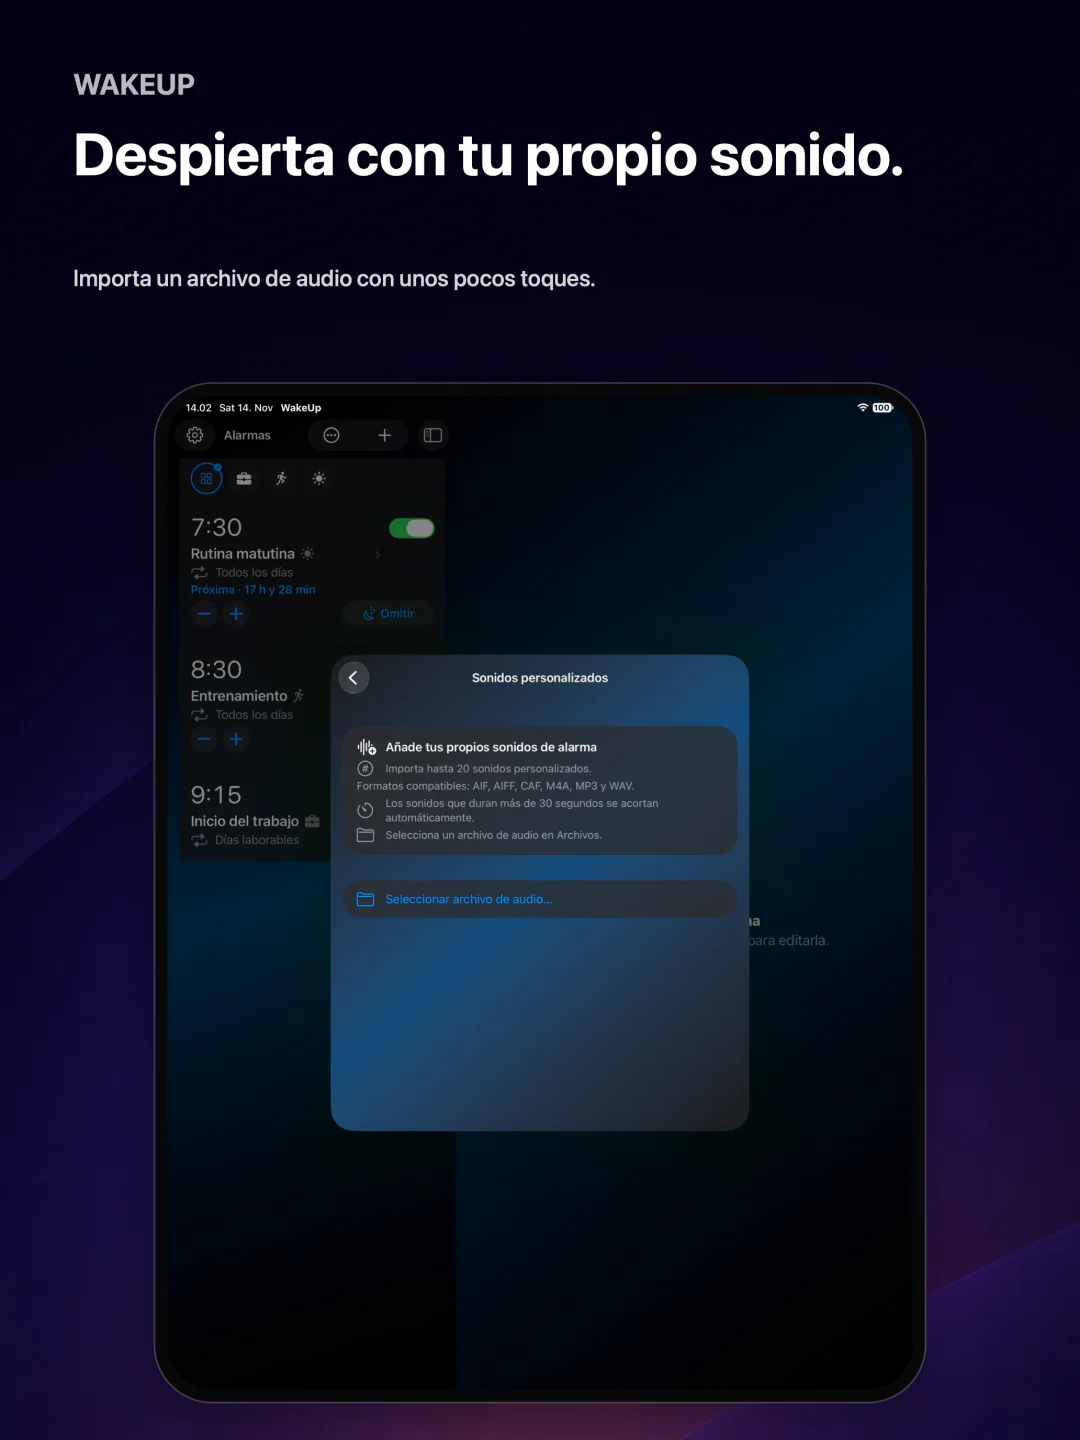 WAKEUP
Despierta con tu propio sonido.
Importa un archivo de audio con unos pocos toques.
14.02 Sat 14. Nov WakeUp
100
Alarmas
7:30
Rutina matutina
Todos los días
Próxima · 17 h y 28 min
Omitir
8:30
Entrenamiento
Todos los días
9:15
Inicio del trabajo
Días laborables
Sonidos personalizados
Añade tus propios sonidos de alarma
Importa hasta 20 sonidos personalizados.
Formatos compatibles: AIF, AIFF, CAF, M4A, MP3 y WAV.
Los sonidos que duran más de 30 segundos se acortan
automáticamente.
Selecciona un archivo de audio en Archivos.
Seleccionar archivo de audio...
para editarla.